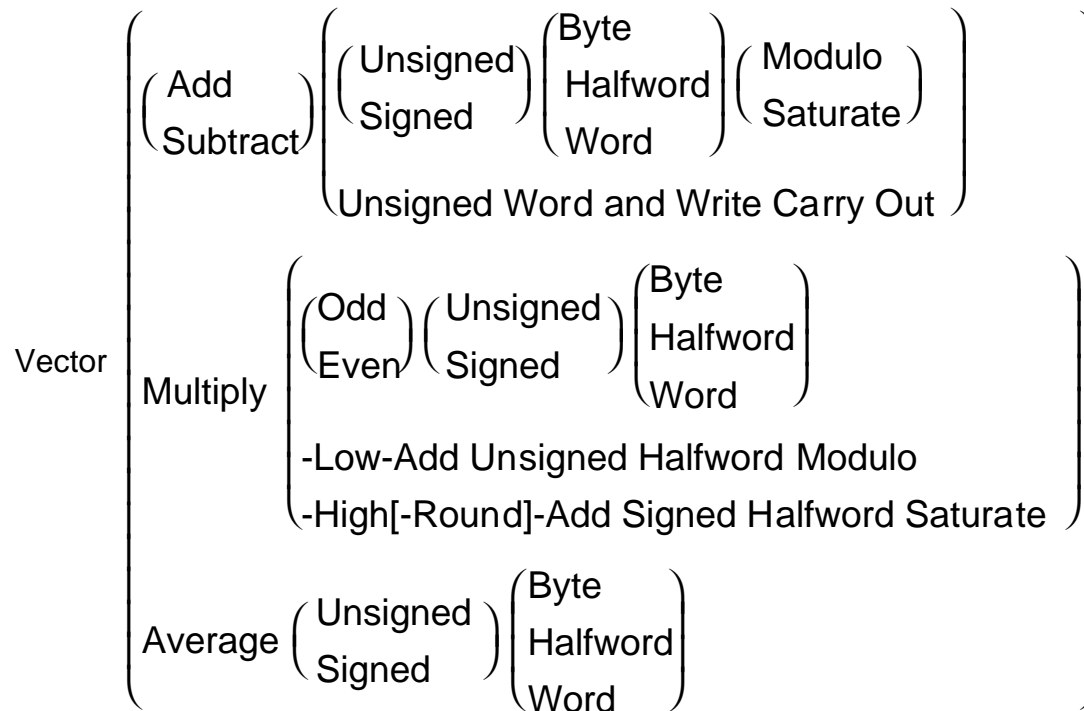 Vector
Add
Subtract
Unsigned
Signed
Byte
Halfword
Word
Modulo
Saturate
Unsigned Word and Write Carry Out
Multiply
Odd
Even
Unsigned
Signed
Byte
Halfword
Word
-Low-Add Unsigned Halfword Modulo
-High[-Round]-Add Signed Halfword Saturate
Average
Unsigned
Signed
Byte
Halfword
Word